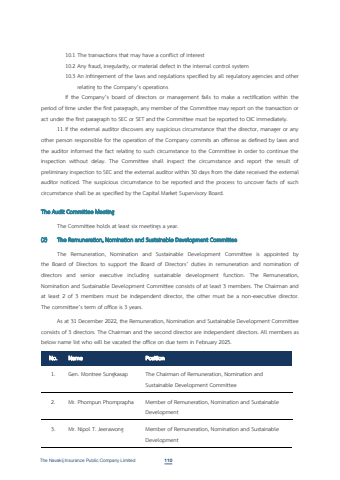 10.1 The transactions that may have a conflict of interest
10.2 Any fraud, irregularity, or material defect in the internal control system
10.3 An infringement of the laws and regulations specified by all regulatory agencies and other
relating to the Company's operations
If the Company's board of directors or management fails to make a rectification within the
period of time under the first paragraph, any member of the Committee may report on the transaction or
act under the first paragraph to SEC or SET and the Committee must be reported to OIC immediately.
11.If the external auditor discovers any suspicious circumstance that the director, manager or any
other person responsible for the operation of the Company commits an offense as defined by laws and
the auditor informed the fact relating to such circumstance to the Committee in order to continue the
inspection without delay. The Committee shall inspect the circumstance and report the result of
preliminary inspection to SEC and the external auditor within 30 days from the date received the external
auditor noticed. The suspicious circumstance to be reported and the process to uncover facts of such
circumstance shall be as specified by the Capital Market Supervisory Board.
The Audit Committee Meeting
The Committee holds at least six meetings a year.
(2) The Remuneration, Nomination and Sustainable Development Committee
The Remuneration, Nomination and Sustainable Development Committee is appointed by
the Board of Directors to support the Board of Directors' duties in remuneration and nomination of
directors and senior executive including sustainable development function. The Remuneration,
Nomination and Sustainable Development Committee consists of at least 3 members. The Chairman and
at least 2 of 3 members must be independent director, the other must be a non-executive director.
The committee's term of office is 3 years.
As at 31 December 2022, the Remuneration, Nomination and Sustainable Development Committee
consists of 3 directors. The Chairman and the second director are independent directors. All members as
below name list who will be vacated the office on due term in February 2025.
No. Name Position
1. Gen. Montree Sungkasap The Chairman of Remuneration, Nomination and
Sustainable Development Committee
2. Mr. Phompun Phomprapha Member of Remuneration, Nomination and Sustainable
Development
3. Mr. Nipol T. Jeerawong Member of Remuneration, Nomination and Sustainable
Development
The Navakij Insurance Public Company Limited 110